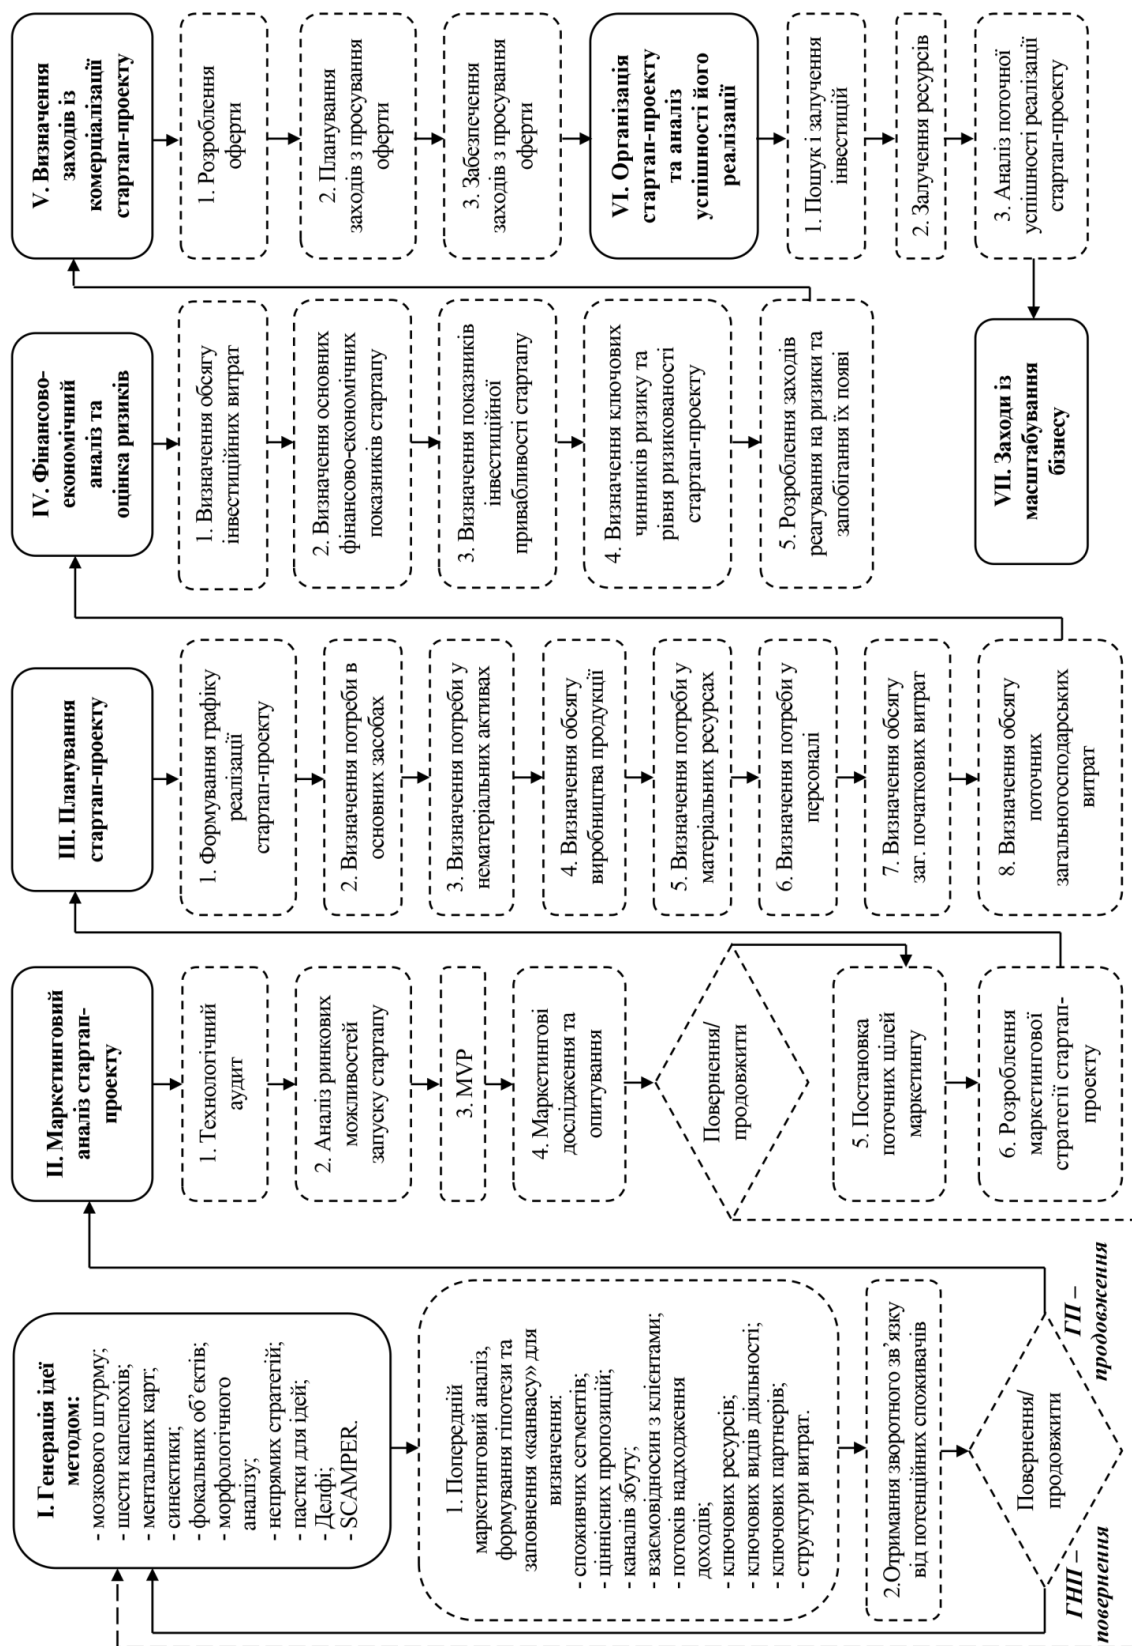 І. Генерація ідеї
методом:
- мозкового штурму;
- шести капелюхів;
- ментальних карт;
- синектики;
- фокальних об’єктів;
- морфологічного
аналізу;
- непрямих стратегій;
- пастки для ідей;
- Делфі;
- SCAMPER.
1. Попередній
маркетинговий аналіз,
формування гіпотези та
заповнення «канвасу» для
визначення:
- споживчих сегментів;
- ціннісних пропозицій;
- каналів збуту;
- взаємовідносин з клієнтами;
- потоків надходження
доходів;
- ключових ресурсів;
- ключових видів діяльності;
- ключових партнерів;
- структури витрат.
2.Отримання зворотного зв’язку
від потенційних споживачів
Повернення/
продовжити
ГНП –
повернення
ГП –
продовження
ІІ. Маркетинговий
аналіз стартап-
проекту
1. Технологічний
аудит
2. Аналіз ринкових
можливостей
запуску стартапу
3. MVP
4. Маркетингові
дослідження та
опитування
Повернення/
продовжити
5. Постановка
поточних цілей
маркетингу
6. Розроблення
маркетингової
стратегії стартап-
проекту
ІІІ. Планування
стартап-проекту
1. Формування графіку
реалізації
стартап-проекту
2. Визначення потреби в
основних засобах
3. Визначення потреби у
нематеріальних активах
4. Визначення обсягу
виробництва продукції
5. Визначення потреби у
матеріальних ресурсах
6. Визначення потреби у
персоналі
7. Визначення обсягу
заг. початкових витрат
8. Визначення обсягу
поточних
загальногосподарських
витрат
IV. Фінансово-
економічний
аналіз та
оцінка ризиків
1. Визначення обсягу
інвестиційних витрат
2. Визначення основних
фінансово-економічних
показників стартапу
3. Визначення показників
інвестиційної
привабливості стартапу
4. Визначення ключових
чинників ризику та
рівня ризикованості
стартап-проекту
5. Розроблення заходів
реагування на ризики та
запобігання їх появі
V. Визначення
заходів із
комерціалізації
стартап-проекту
1. Розроблення
оферти
2. Планування
заходів з просування
оферти
3. Забезпечення
заходів з просування
оферти
VI. Організація
стартап-проекту
та аналіз
успішності його
реалізації
1. Пошук і залучення
інвестицій
2. Залучення ресурсів
3. Аналіз поточної
успішності реалізації
стартап-проекту
VII. Заходи із
масштабування
бізнесу